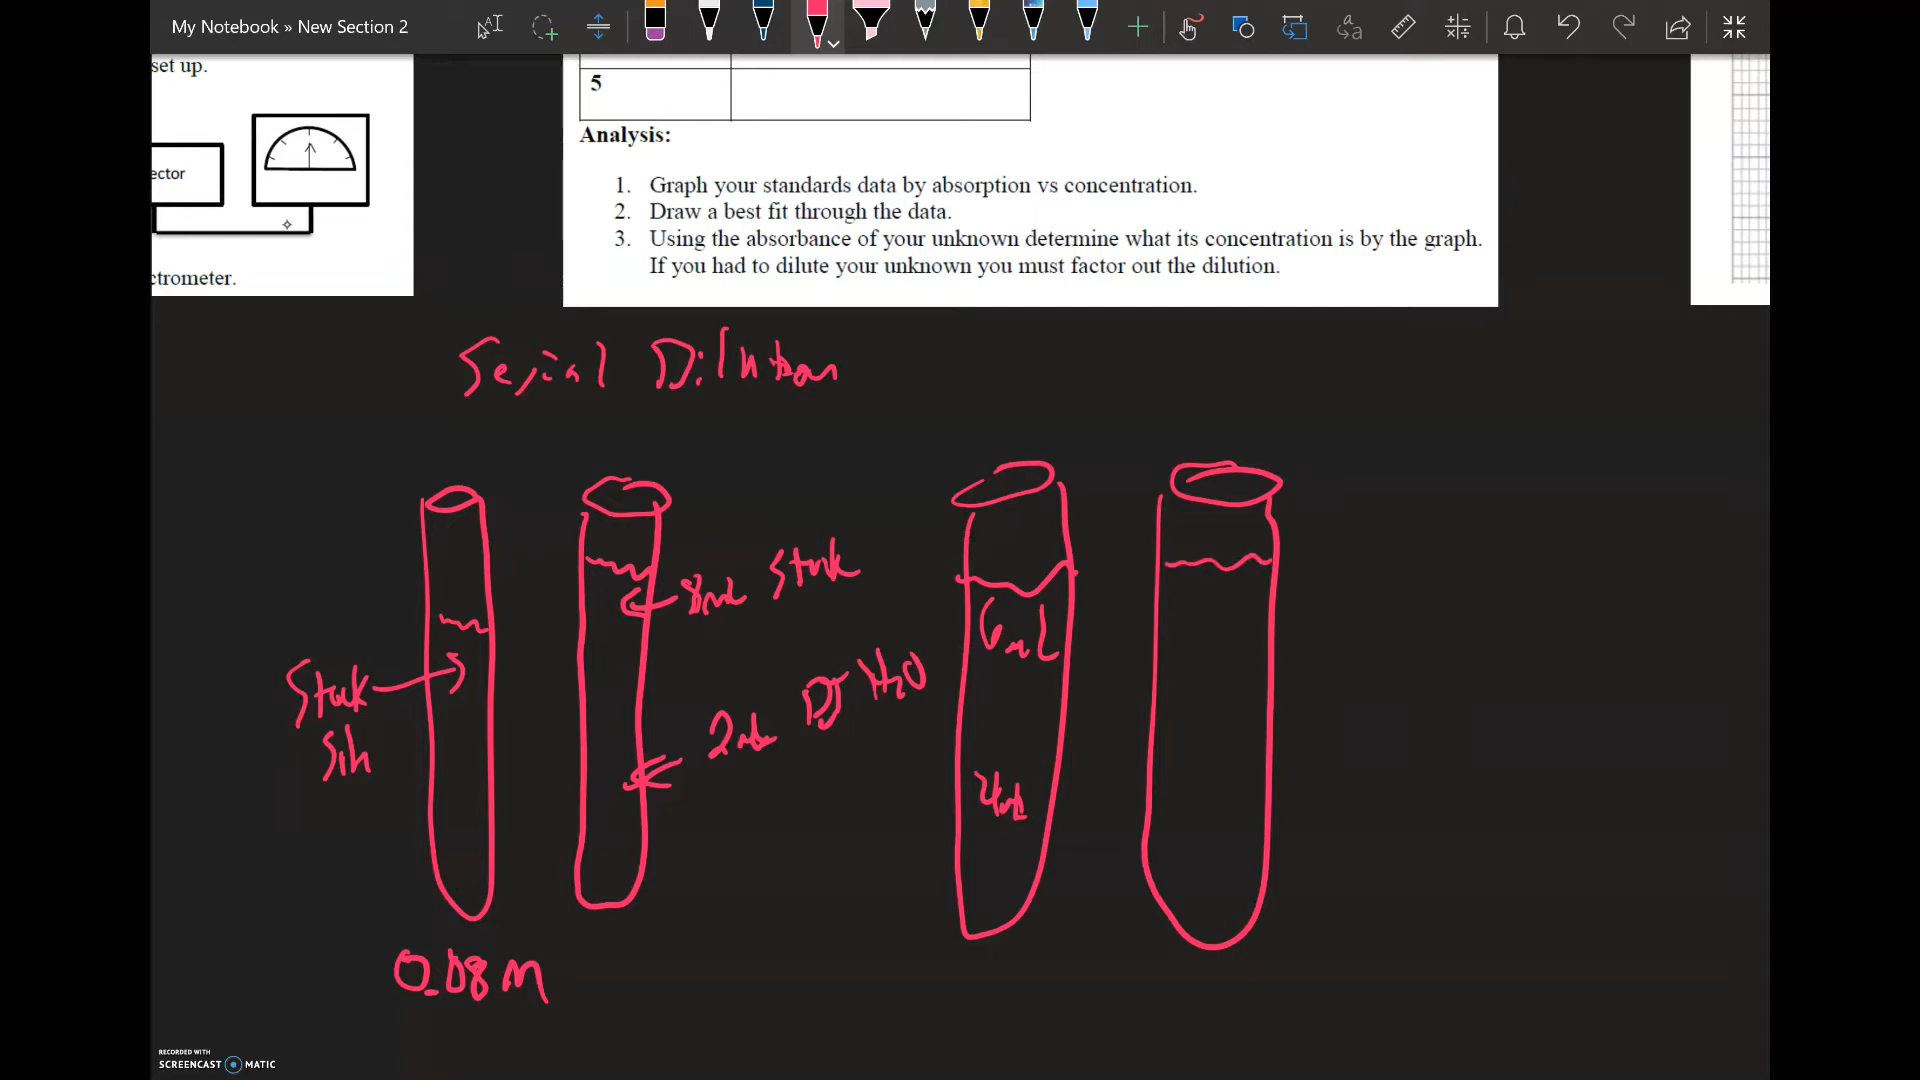 My Notebook » New Section 2
set up.
ector
ctrometer.
5
Analysis:
1. Graph your standards data by absorption vs concentration.
2. Draw a best fit through the data.
3. Using the absorbance of your unknown determine what its concentration is by the graph.
If you had to dilute your unknown you must factor out the dilution.
Serial Dilution
Stock
Sln
8mL Stock
2mL DI H₂O
6mL
4mL
0.08M
RECORDED WITH
SCREENCAST MATIC